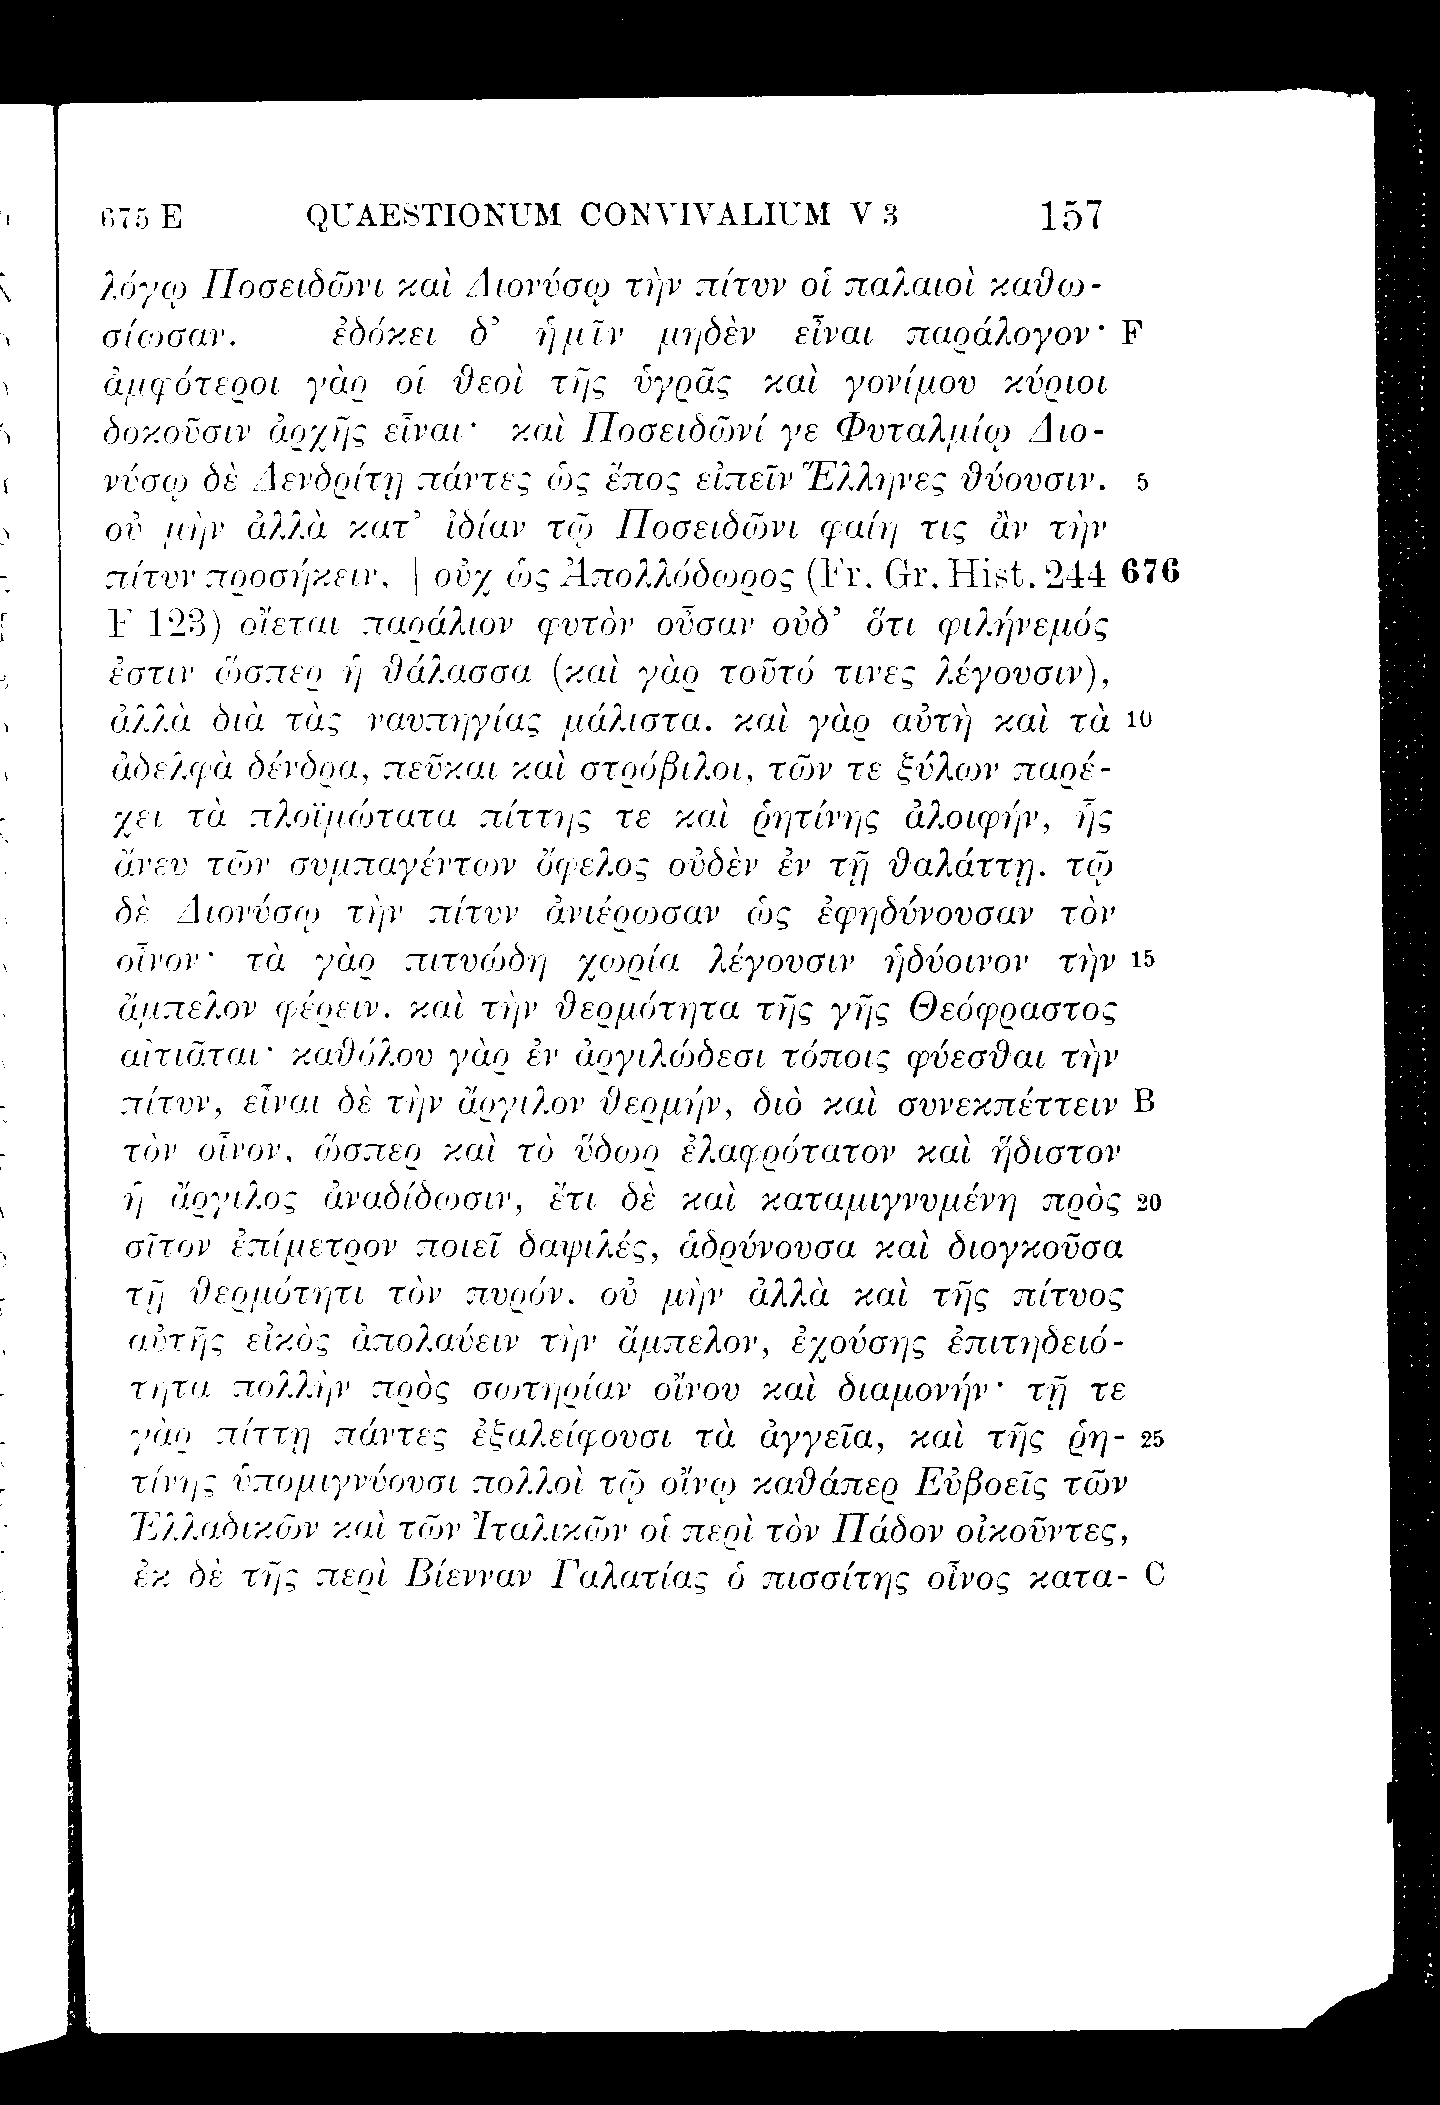 675 E QUAESTIONUM CONVIVALIUM V 3 157
λόγῳ Ποσειδῶνι καὶ Διονύσῳ τὴν πίτυν οἱ παλαιοὶ καθω-
σίωσαν. ἐδόκει δ’ ἡμῖν μηδὲν εἶναι παράλογον· F
ἀμφότεροι γὰρ οἱ θεοὶ τῆς ὑγρᾶς καὶ γονίμου κύριοι
δοκοῦσιν ἀρχῆς εἶναι· καὶ Ποσειδῶνί γε Φυταλμίῳ Διο-
νύσῳ δὲ Δενδρίτῃ πάντες ὡς ἔπος εἰπεῖν Ἕλληνες θύουσιν. 5
οὐ μὴν ἀλλὰ κατ’ ἰδίαν τῷ Ποσειδῶνι φαίη τις ἂν τὴν
πίτυν προσήκειν, | οὐχ ὡς Ἀπολλόδωρος (Fr. Gr. Hist. 244 676
F 123) οἴεται παράλιον φυτὸν οὖσαν οὐδ’ ὅτι φιλήνεμός
ἐστιν ὥσπερ ἡ θάλασσα (καὶ γὰρ τοῦτό τινες λέγουσιν),
ἀλλὰ διὰ τὰς ναυπηγίας μάλιστα. καὶ γὰρ αὐτὴ καὶ τὰ 10
ἀδελφὰ δένδρα, πεῦκαι καὶ στρόβιλοι, τῶν τε ξύλων παρέ-
χει τὰ πλοϊμώτατα πίττης τε καὶ ῥητίνης ἀλοιφήν, ἧς
ἄνευ τῶν συμπαγέντων ὄφελος οὐδὲν ἐν τῇ θαλάττῃ. τῷ
δὲ Διονύσῳ τὴν πίτυν ἀνιέρωσαν ὡς ἐφηδύνουσαν τὸν
οἶνον· τὰ γὰρ πιτυώδη χωρία λέγουσιν ἡδύοινον τὴν 15
ἄμπελον φέρειν. καὶ τὴν θερμότητα τῆς γῆς Θεόφραστος
αἰτιᾶται· καθόλου γὰρ ἐν ἀργιλώδεσι τόποις φύεσθαι τὴν
πίτυν, εἶναι δὲ τὴν ἄργιλον θερμήν, διὸ καὶ συνεκπέττειν B
τὸν οἶνον, ὥσπερ καὶ τὸ ὕδωρ ἐλαφρότατον καὶ ἥδιστον
ἡ ἄργιλος ἀναδίδωσιν, ἔτι δὲ καὶ καταμιγνυμένη πρὸς 20
σῖτον ἐπίμετρον ποιεῖ δαψιλές, ἁδρύνουσα καὶ διογκοῦσα
τῇ θερμότητι τὸν πυρόν. οὐ μὴν ἀλλὰ καὶ τῆς πίτυος
αὐτῆς εἰκὸς ἀπολαύειν τὴν ἄμπελον, ἐχούσης ἐπιτηδειό-
τητα πολλὴν πρὸς σωτηρίαν οἴνου καὶ διαμονήν· τῇ τε
γὰρ πίττῃ πάντες ἐξαλείφουσι τὰ ἀγγεῖα, καὶ τῆς ῥη- 25
τίνης ὑπομιγνύουσι πολλοὶ τῷ οἴνῳ καθάπερ Εὐβοεῖς τῶν
Ἑλλαδικῶν καὶ τῶν Ἰταλικῶν οἱ περὶ τὸν Πάδον οἰκοῦντες,
ἐκ δὲ τῆς περὶ Βίενναν Γαλατίας ὁ πισσίτης οἶνος κατα- C